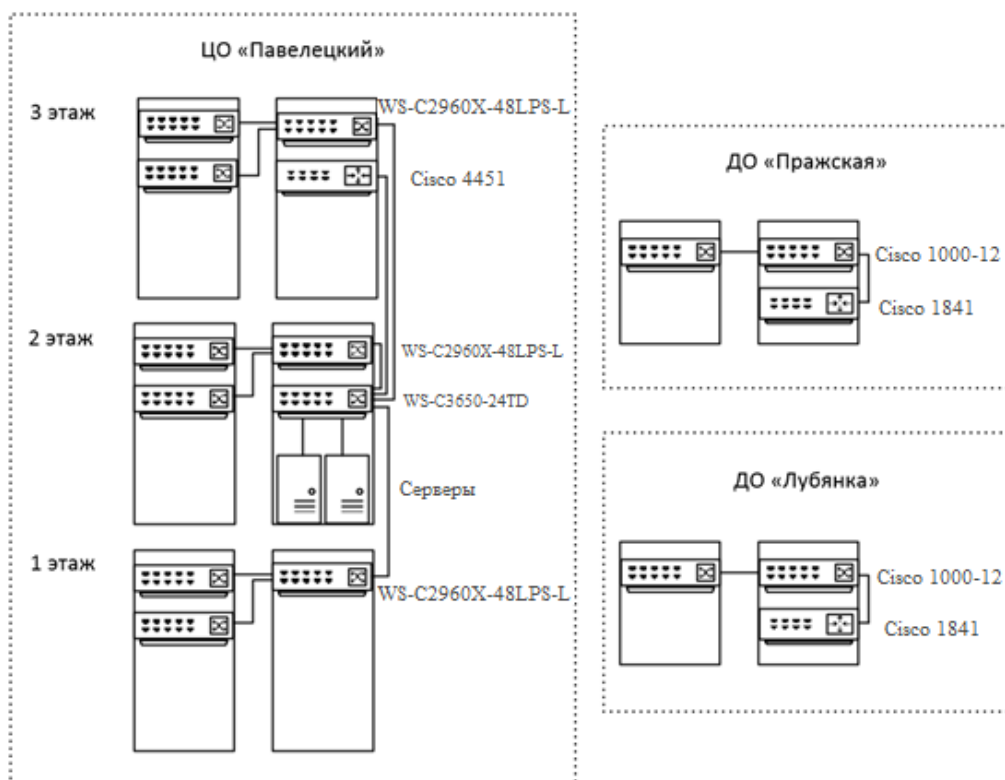 ЦО «Павелецкий»
3 этаж
WS-C2960X-48LPS-L
Cisco 4451
2 этаж
WS-C2960X-48LPS-L
WS-C3650-24TD
Серверы
1 этаж
WS-C2960X-48LPS-L
ДО «Пражская»
Cisco 1000-12
Cisco 1841
ДО «Лубянка»
Cisco 1000-12
Cisco 1841